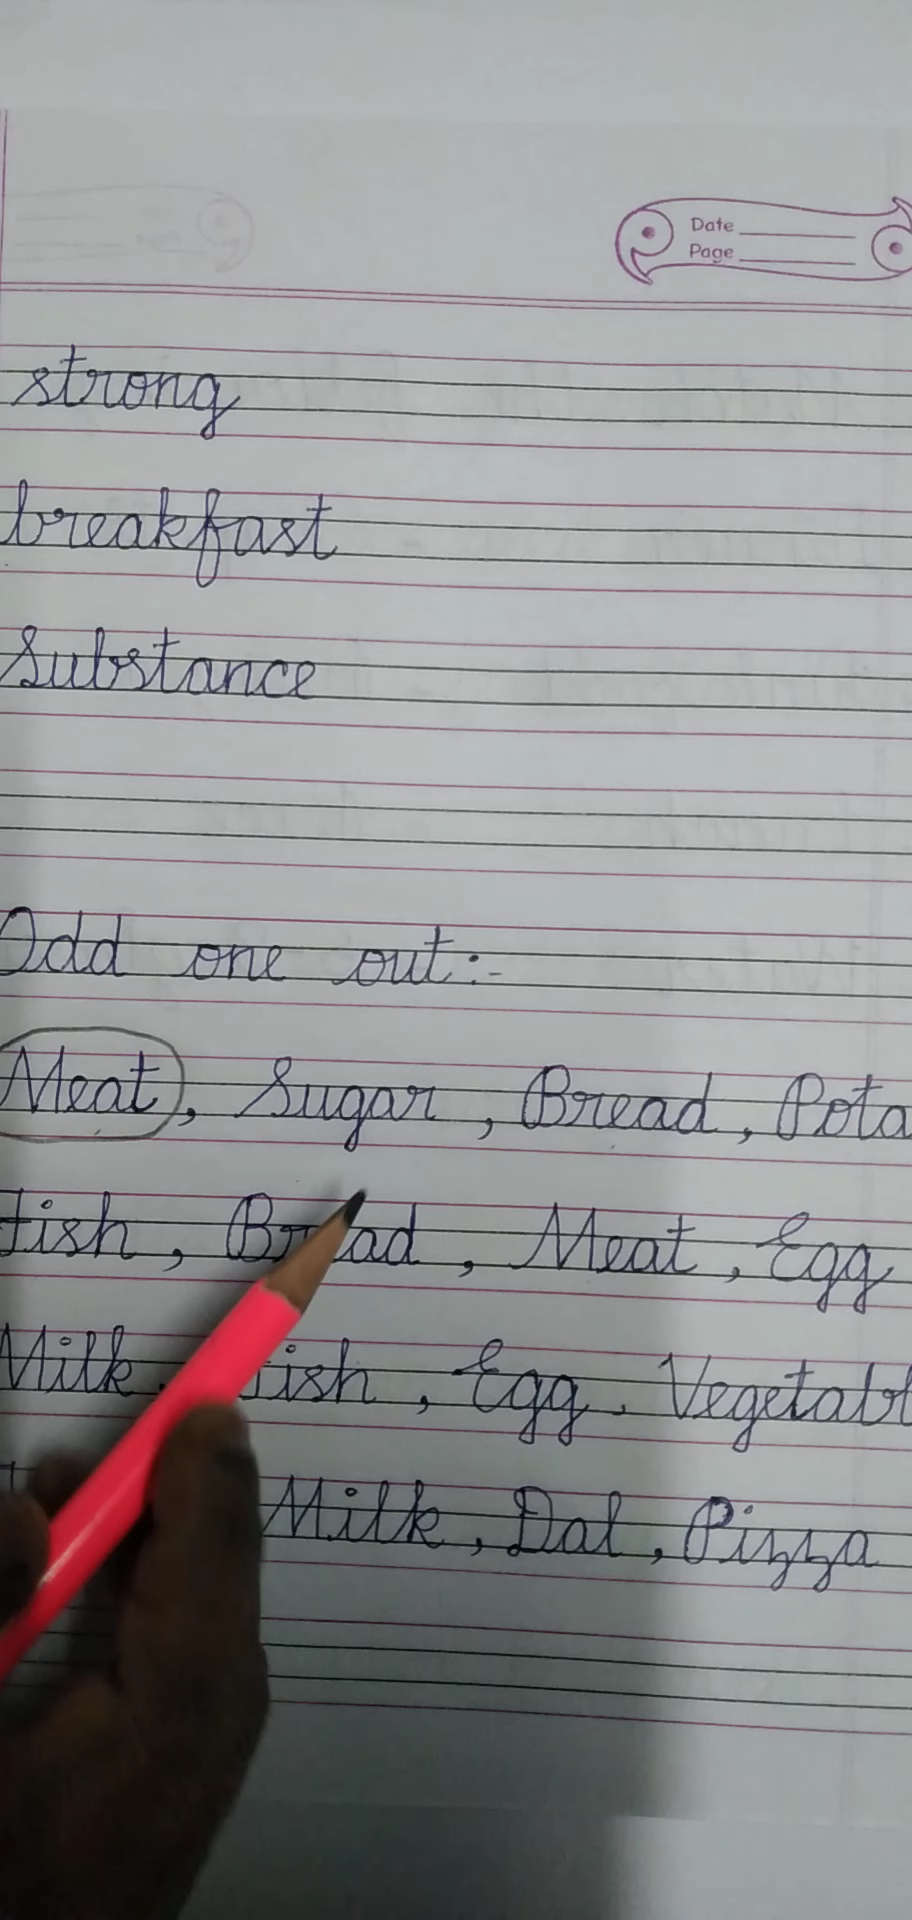 Date
Page
strong
breakfast
Substance
Odd one out:-
Meat, Sugar, Bread, Pota
Fish, Bread, Meat, Egg
Milk, Fish, Egg, Vegetabl
Milk, Dal, Pizza